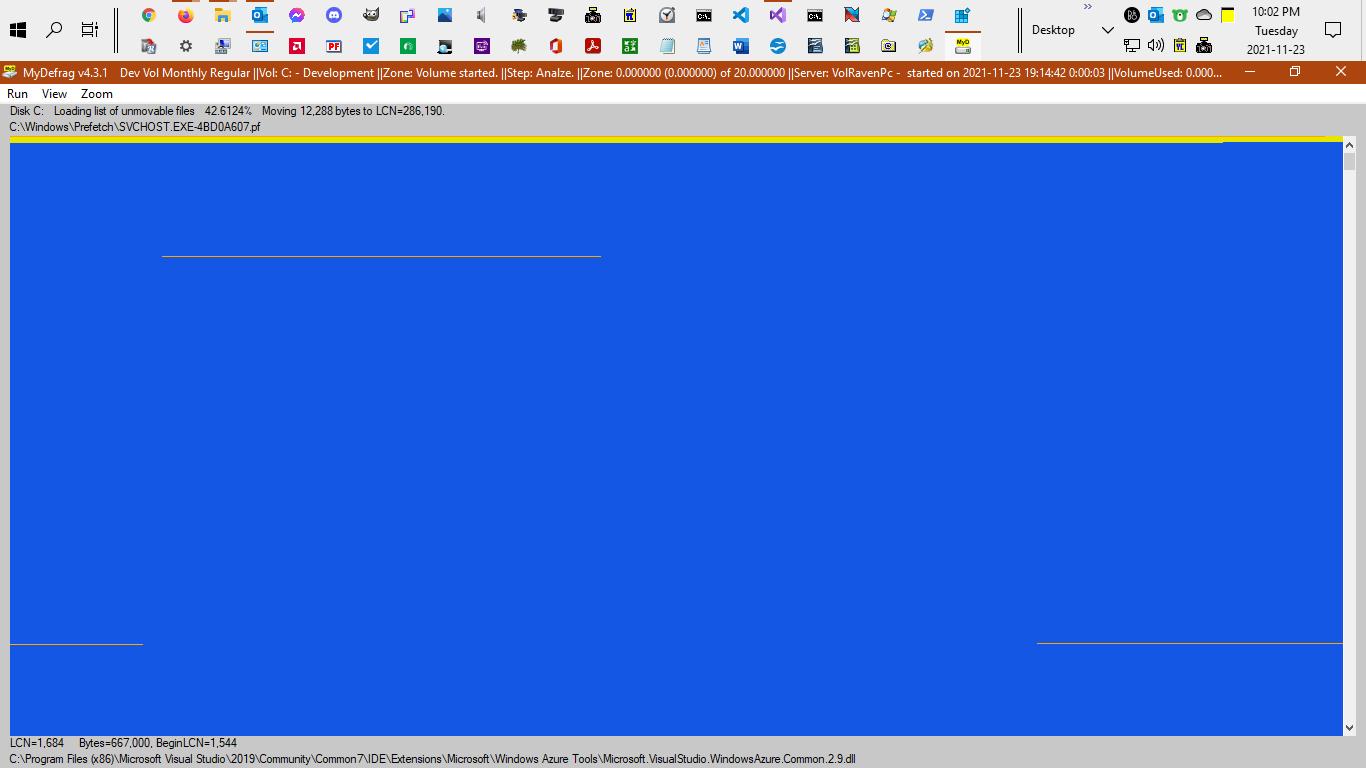 10:02 PM
Desktop
Tuesday
2021-11-23
MyDefrag v4.3.1 Dev Vol Monthly Regular ||Vol: C: - Development ||Zone: Volume started. ||Step: Analze. ||Zone: 0.000000 (0.000000) of 20.000000 ||Server: VolRavenPc - started on 2021-11-23 19:14:42 0:00:03 ||VolumeUsed: 0.000...
Run View Zoom
Disk C: Loading list of unmovable files 42.6124% Moving 12,288 bytes to LCN=286,190.
C:\Windows\Prefetch\SVCHOST.EXE-4BD0A607.pf
LCN=1,684 Bytes=667,000, BeginLCN=1,544
C:\Program Files (x86)\Microsoft Visual Studio\2019\Community\Common7\IDE\Extensions\Microsoft\Windows Azure Tools\Microsoft.VisualStudio.WindowsAzure.Common.2.9.dll